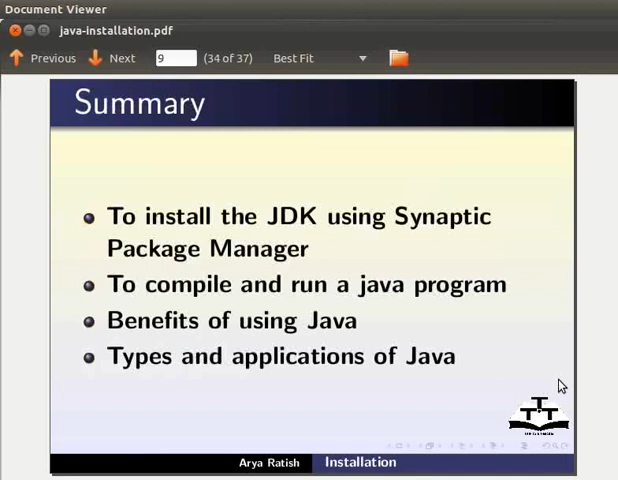 Document Viewer
java-installation.pdf
Previous Next 9 (34 of 37) Best Fit
Summary
To install the JDK using Synaptic
Package Manager
To compile and run a java program
Benefits of using Java
Types and applications of Java
Arya Ratish Installation